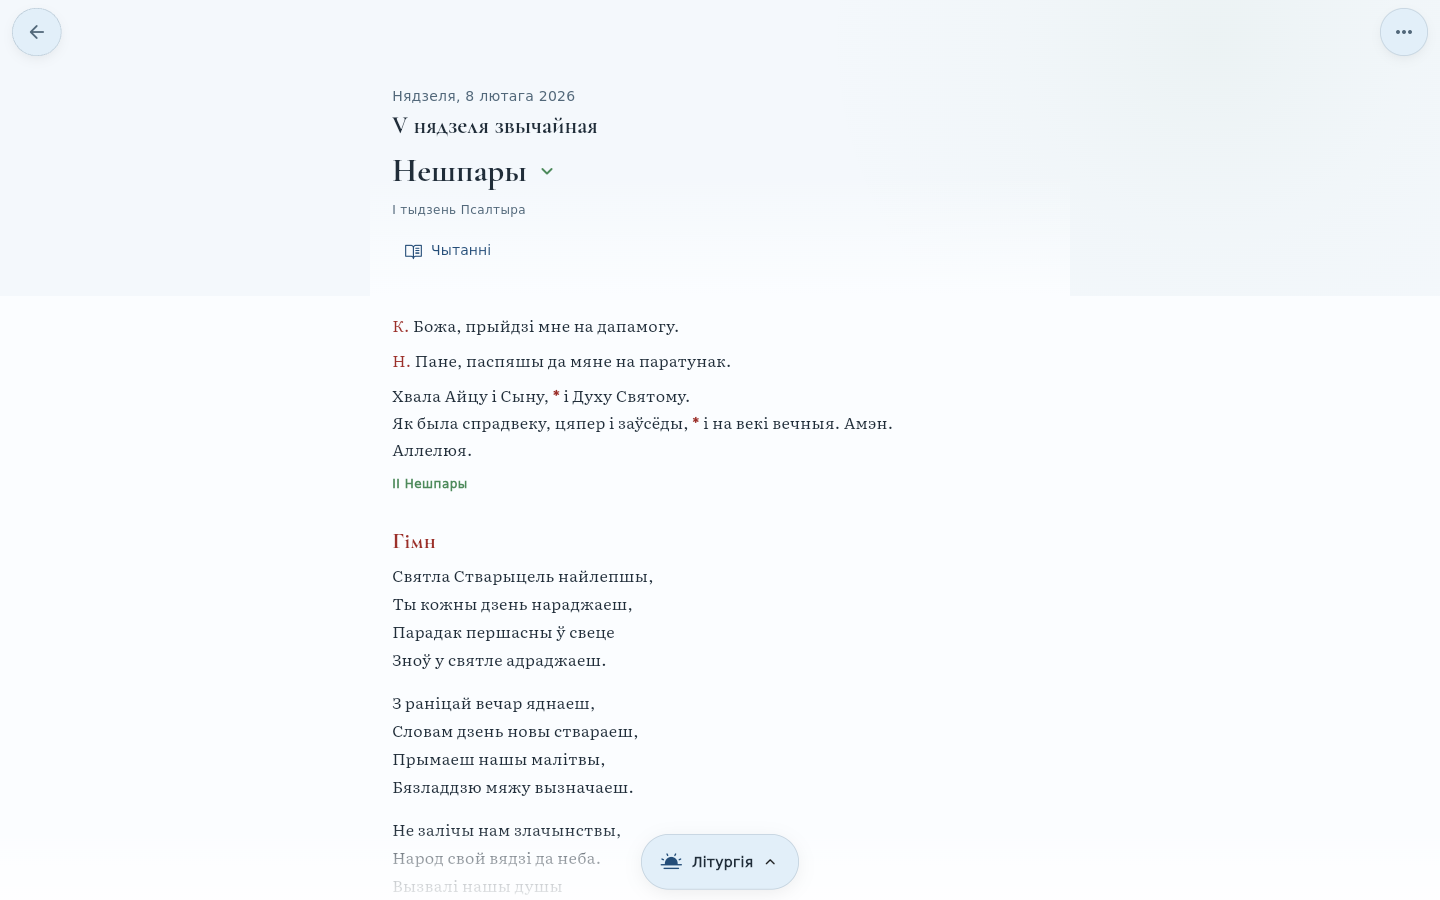 Нядзеля, 8 лютага 2026
V нядзеля звычайная
Нешпары
I тыдзень Псалтыра
Чытанні
К. Божа, прыйдзі мне на дапамогу.
Н. Пане, паспяшы да мяне на паратунак.
Хвала Айцу і Сыну, * і Духу Святому.
Як была спрадвеку, цяпер і заўсёды, * і на векі вечныя. Амэн.
Аллелюя.
II Нешпары
Гімн
Святла Стварыцель найлепшы,
Ты кожны дзень нараджаеш,
Парадак першасны ў свеце
Зноў у святле адраджаеш.
З раніцай вечар яднаеш,
Словам дзень новы ствараеш,
Прымаеш нашы малітвы,
Бязладдзю мяжу вызначаеш.
Не залічы нам злачынствы,
Народ свой вядзі да неба.
Вызвалі нашы душы
Літургія